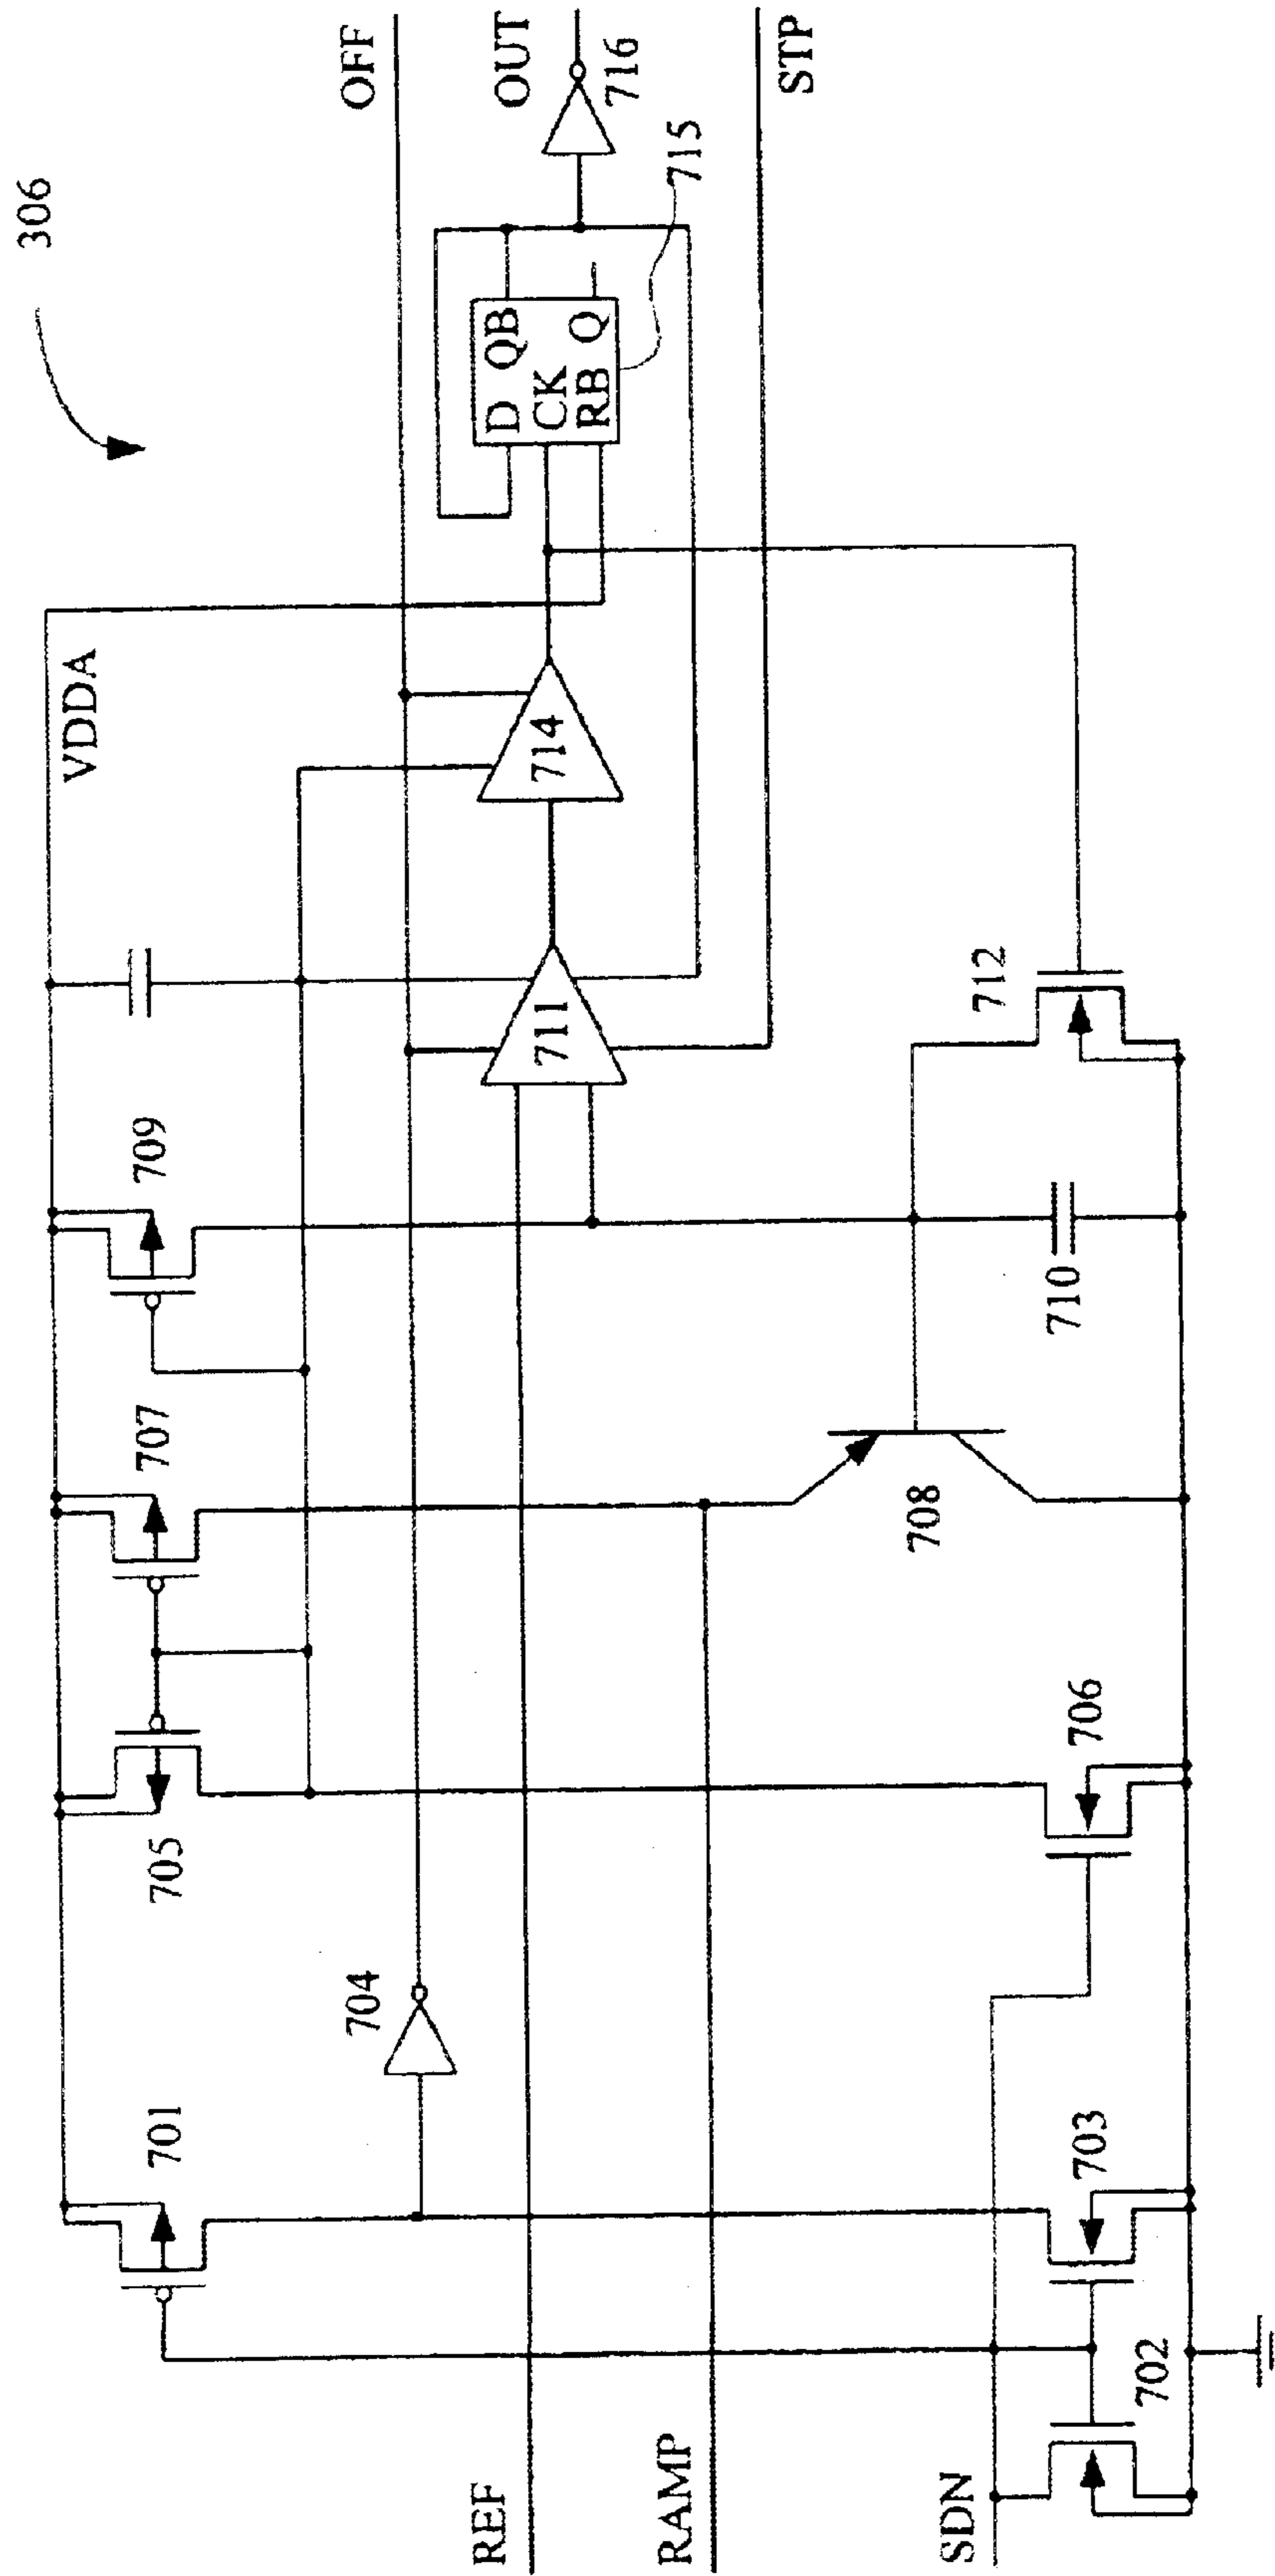 306
OFF
OUT
716
STP
715
D QB
CK
RB Q
VDDA
714
711
712
709
710
707
708
706
705
704
701
703
702
REF
RAMP
SDN